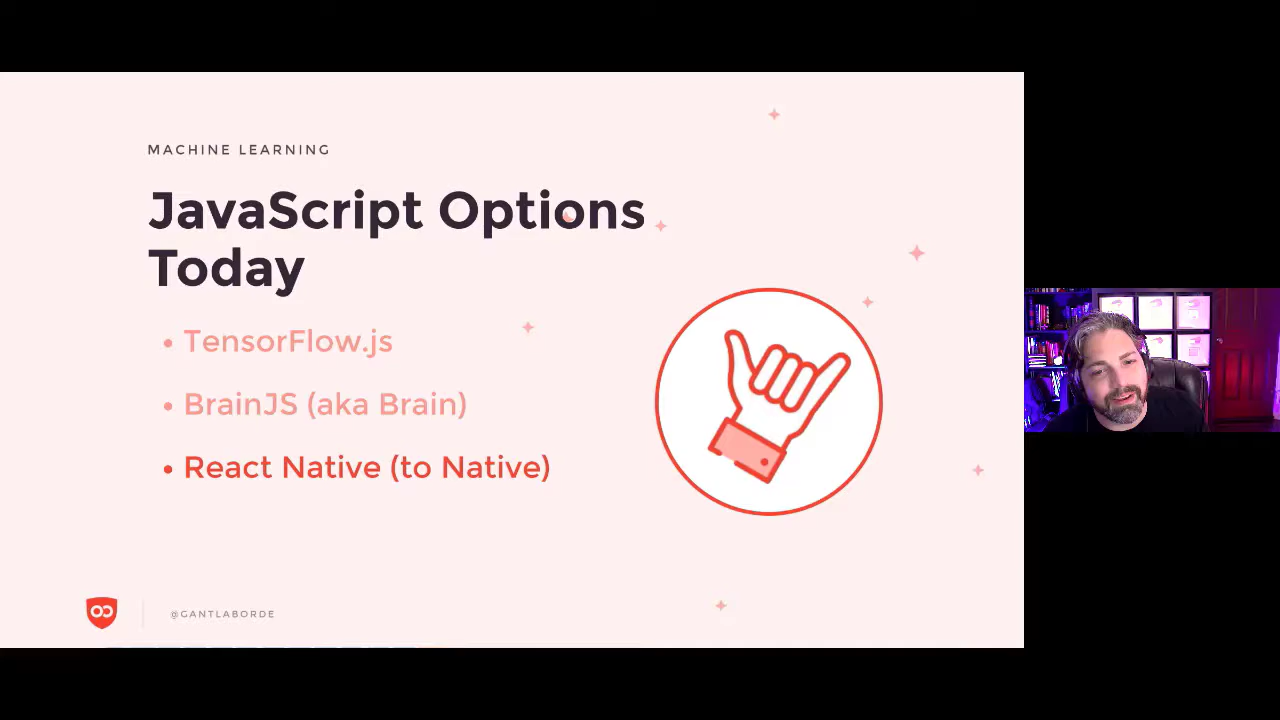 MACHINE LEARNING
JavaScript Options
Today
• TensorFlow.js
• BrainJS (aka Brain)
• React Native (to Native)
@GANTLABORDE